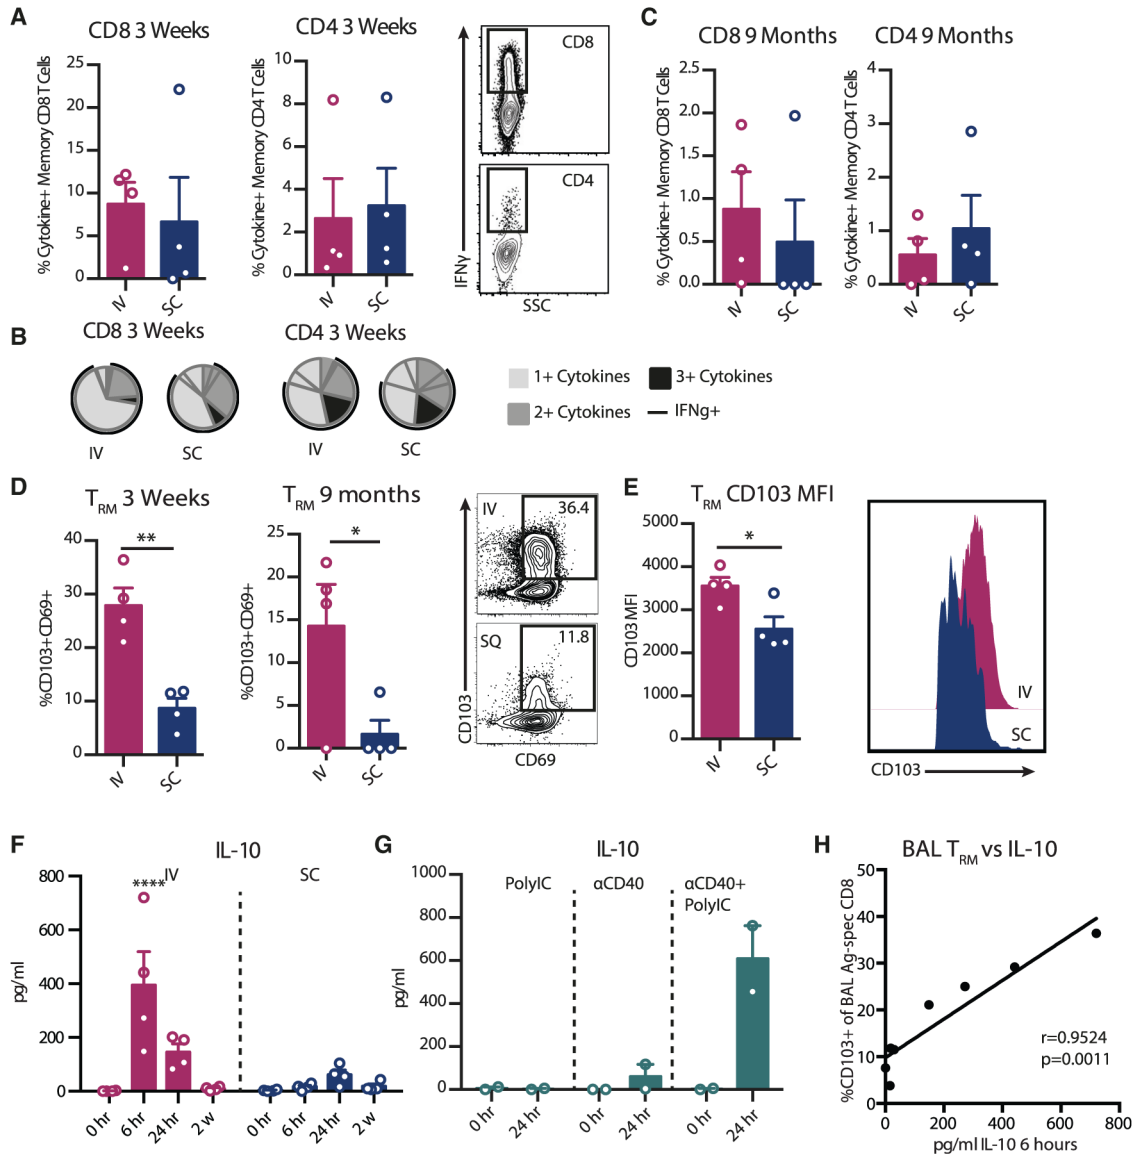 A
CD8 3 Weeks
% Cytokine+ Memory CD8 T Cells
25
20
15
10
5
0
IV
SC
CD4 3 Weeks
% Cytokine+ Memory CD4 T Cells
10
8
6
4
2
0
IV
SC
CD8
CD4
IFNγ
SSC
C
CD8 9 Months
% Cytokine+ Memory CD8 T Cells
2.5
2.0
1.5
1.0
0.5
0.0
IV
SC
CD4 9 Months
% Cytokine+ Memory CD4 T Cells
4
3
2
1
0
IV
SC
B
CD8 3 Weeks
IV
SC
CD4 3 Weeks
IV
SC
1+ Cytokines
3+ Cytokines
2+ Cytokines
IFNg+
D
TRM 3 Weeks
%CD103+CD69+
40
30
20
10
0
**
IV
SC
TRM 9 months
%CD103+CD69+
25
20
15
10
5
0
*
IV
SC
IV
36.4
SQ
11.8
CD103
CD69
E
TRM CD103 MFI
CD103 MFI
5000
4000
3000
2000
1000
0
*
IV
SC
IV
SC
CD103
F
IL-10
IV
SC
****
pg/ml
800
600
400
200
0
0 hr
6 hr
24 hr
2 w
0 hr
6 hr
24 hr
2 w
G
IL-10
PolyIC
αCD40
αCD40+
PolyIC
pg/ml
1000
800
600
400
200
0
0 hr
24 hr
0 hr
24 hr
0 hr
24 hr
H
BAL TRM vs IL-10
%CD103+ of BAL Ag-spec CD8
50
40
30
20
10
0
r=0.9524
p=0.0011
0
200
400
600
800
pg/ml IL-10 6 hours